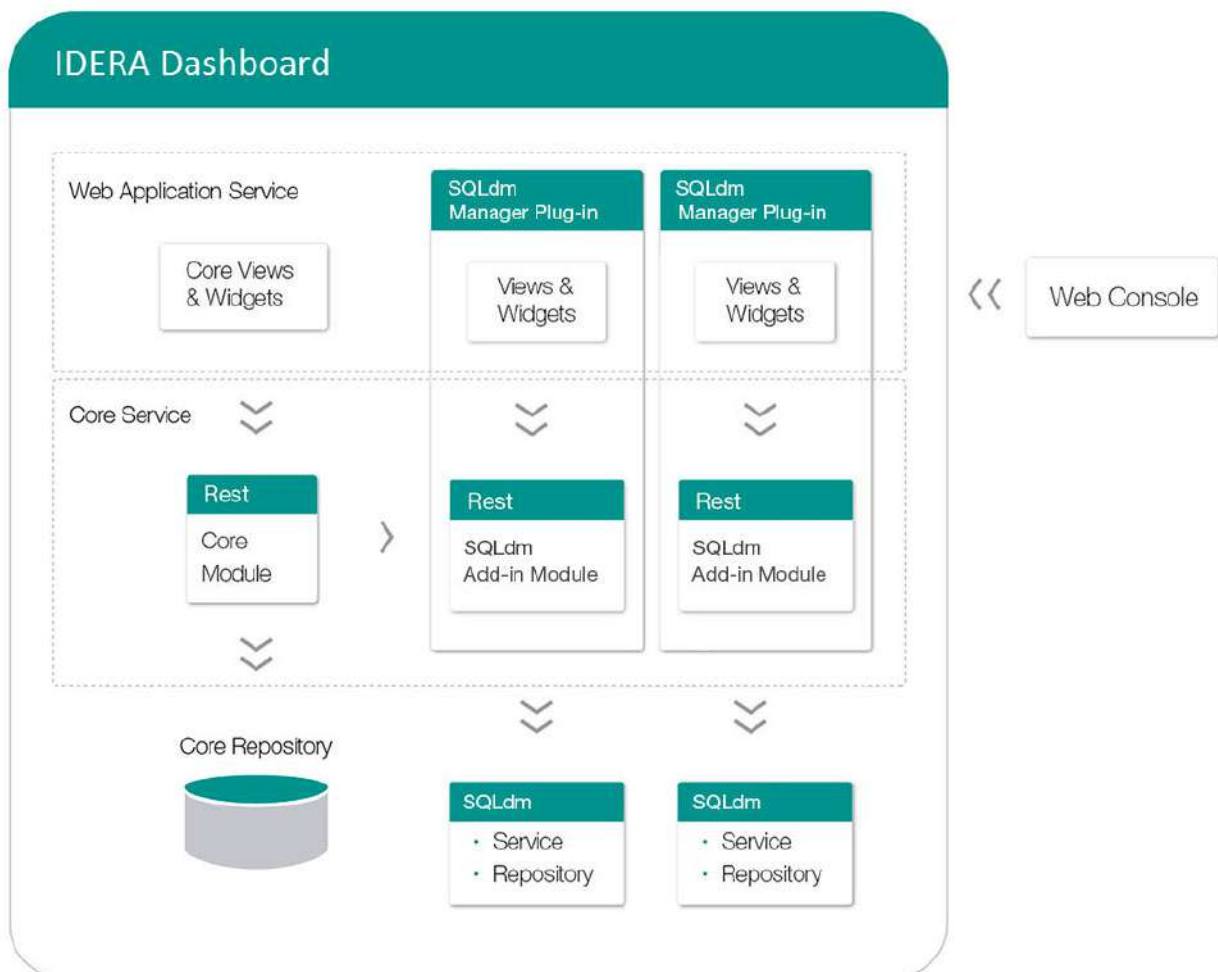 IDERA Dashboard
Web Application Service
Core Views
& Widgets
SQLdm
Manager Plug-in
Views &
Widgets
SQLdm
Manager Plug-in
Views &
Widgets
Web Console
Core Service
Rest
Core
Module
Rest
SQLdm
Add-in Module
Rest
SQLdm
Add-in Module
Core Repository
SQLdm
• Service
• Repository
SQLdm
• Service
• Repository